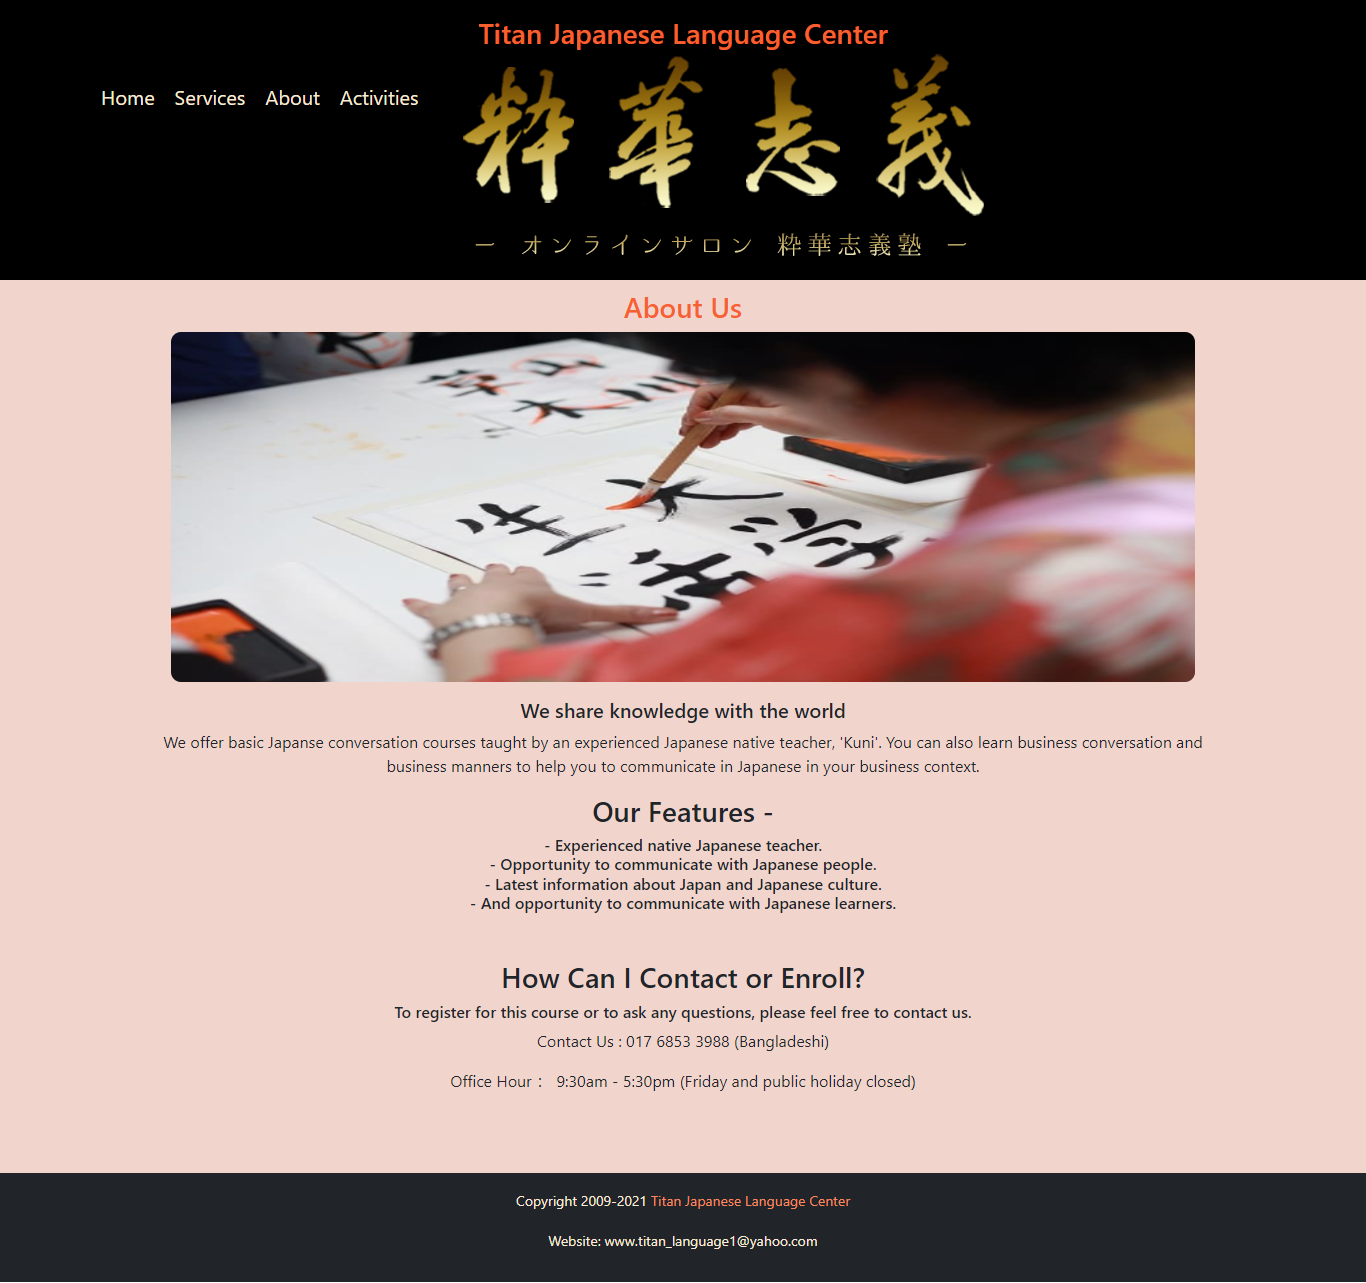 Titan Japanese Language Center
Home Services About Activities
粋華志義
ー オンラインサロン 粋華志義塾 ー
About Us
We share knowledge with the world
We offer basic Japanse conversation courses taught by an experienced Japanese native teacher, 'Kuni'. You can also learn business conversation and
business manners to help you to communicate in Japanese in your business context.
Our Features -
- Experienced native Japanese teacher.
- Opportunity to communicate with Japanese people.
- Latest information about Japan and Japanese culture.
- And opportunity to communicate with Japanese learners.
How Can I Contact or Enroll?
To register for this course or to ask any questions, please feel free to contact us.
Contact Us : 017 6853 3988 (Bangladeshi)
Office Hour： 9:30am - 5:30pm (Friday and public holiday closed)
Copyright 2009-2021 Titan Japanese Language Center
Website: www.titan_language1@yahoo.com